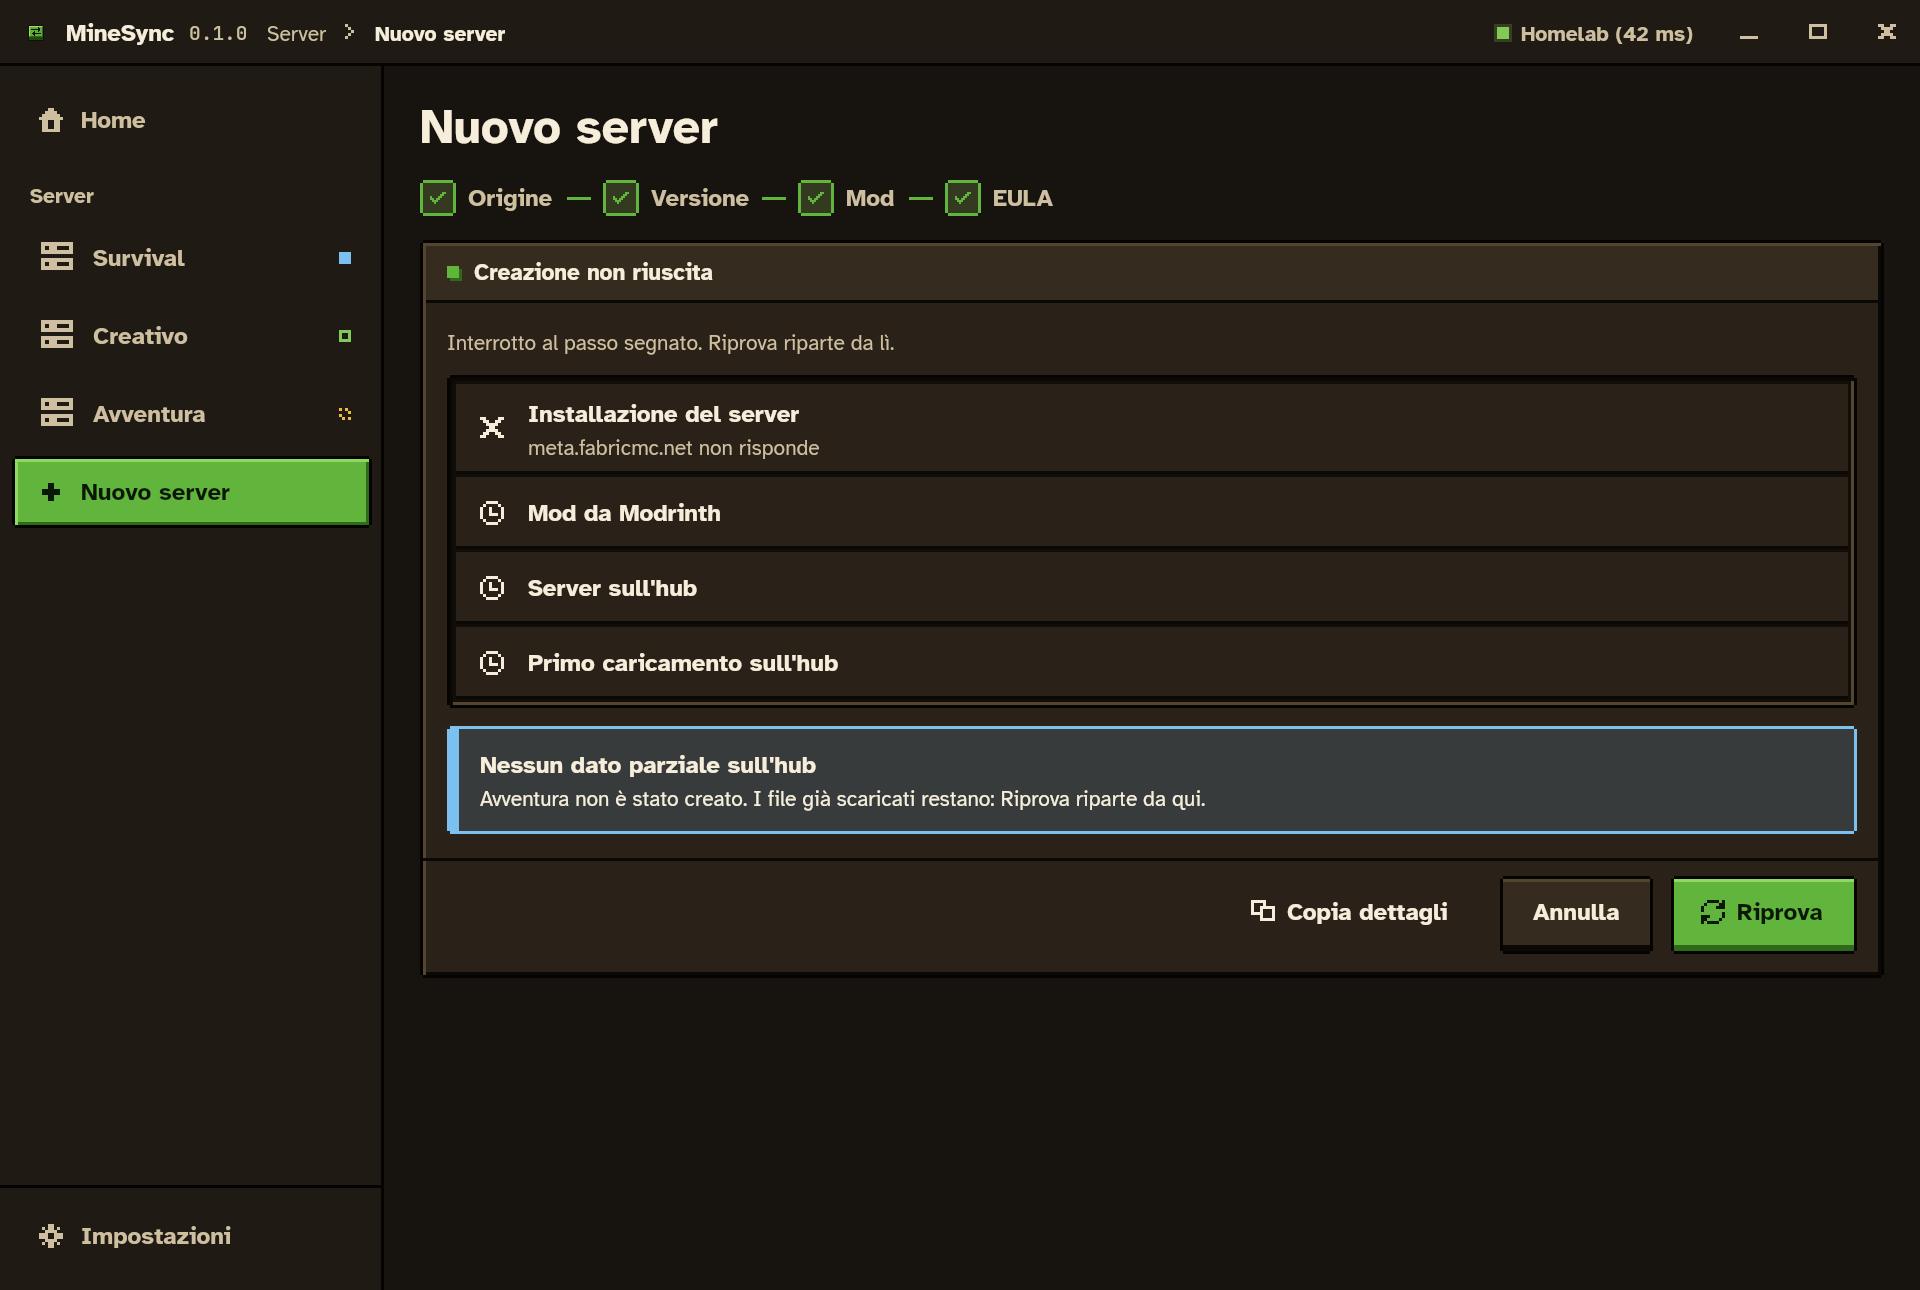 MineSync 0.1.0 Server Nuovo server
Homelab (42 ms)
Home
Server
Survival
Creativo
Avventura
Nuovo server
Impostazioni
Nuovo server
Origine Versione Mod EULA
Creazione non riuscita
Interrotto al passo segnato. Riprova riparte da lì.
Installazione del server
meta.fabricmc.net non risponde
Mod da Modrinth
Server sull'hub
Primo caricamento sull'hub
Nessun dato parziale sull'hub
Avventura non è stato creato. I file già scaricati restano: Riprova riparte da qui.
Copia dettagli Annulla Riprova